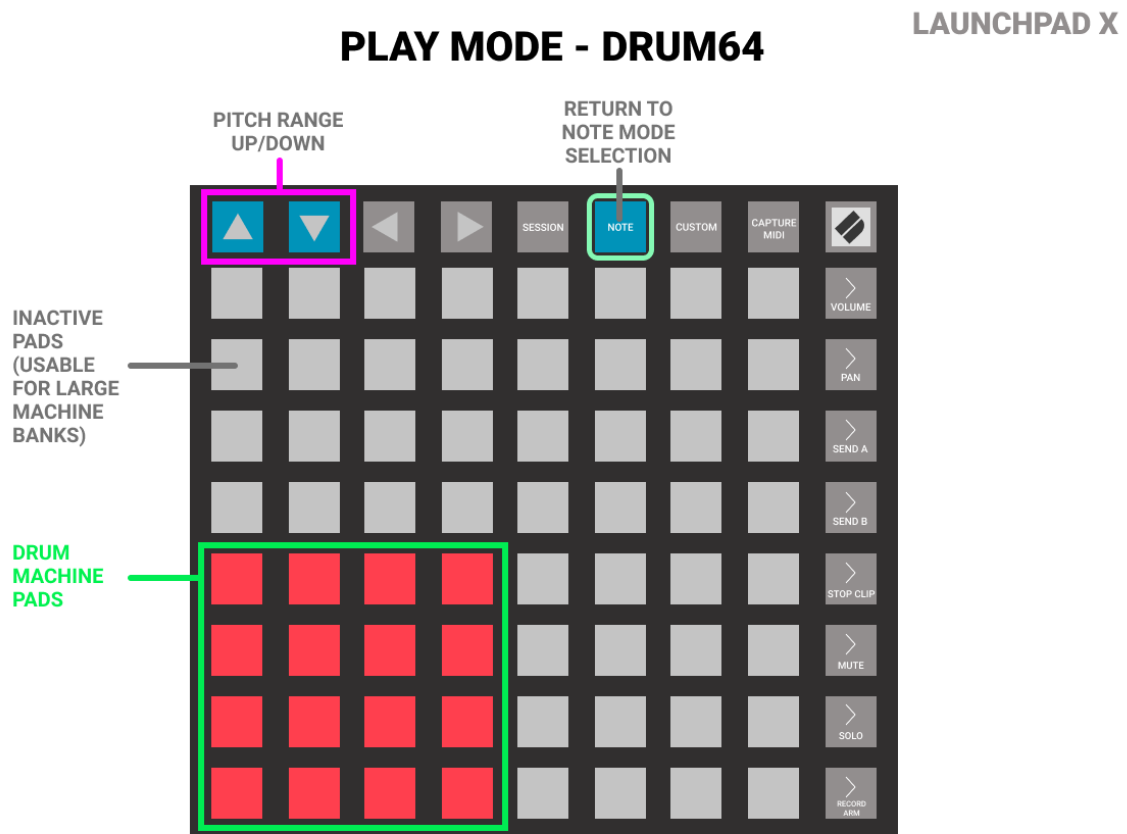 LAUNCHPAD X
PLAY MODE - DRUM64
PITCH RANGE
UP/DOWN
RETURN TO
NOTE MODE
SELECTION
SESSION
NOTE
CUSTOM
CAPTURE
MIDI
VOLUME
INACTIVE
PADS
(USABLE
FOR LARGE
MACHINE
BANKS)
PAN
SEND A
SEND B
DRUM
MACHINE
PADS
STOP CLIP
MUTE
SOLO
RECORD
ARM